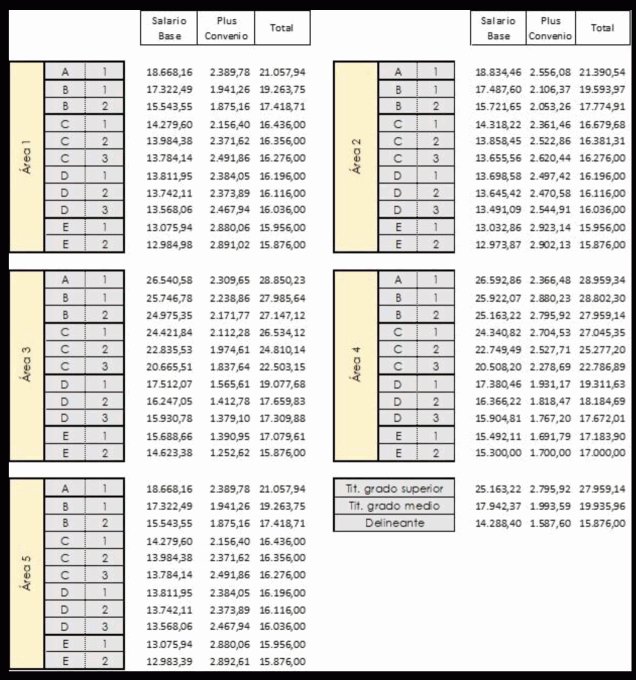 Salario Base Plus Convenio Total
Área 1
A 1 18.668,16 2.389,78 21.057,94
B 1 17.322,49 1.941,26 19.263,75
B 2 15.543,55 1.875,16 17.418,71
C 1 14.279,60 2.156,40 16.436,00
C 2 13.984,38 2.371,62 16.356,00
C 3 13.784,14 2.491,86 16.276,00
D 1 13.811,95 2.384,05 16.196,00
D 2 13.742,11 2.373,89 16.116,00
D 3 13.568,06 2.467,94 16.036,00
E 1 13.075,94 2.880,06 15.956,00
E 2 12.984,98 2.891,02 15.876,00
Salario Base Plus Convenio Total
Área 2
A 1 18.834,46 2.556,08 21.390,54
B 1 17.487,60 2.106,37 19.593,97
B 2 15.721,65 2.053,26 17.774,91
C 1 14.318,22 2.361,46 16.679,68
C 2 13.858,45 2.522,86 16.381,31
C 3 13.655,56 2.620,44 16.276,00
D 1 13.698,58 2.497,42 16.196,00
D 2 13.645,42 2.470,58 16.116,00
D 3 13.491,09 2.544,91 16.036,00
E 1 13.032,86 2.923,14 15.956,00
E 2 12.973,87 2.902,13 15.876,00
Área 3
A 1 26.540,58 2.309,65 28.850,23
B 1 25.746,78 2.238,86 27.985,64
B 2 24.975,35 2.171,77 27.147,12
C 1 24.421,84 2.112,28 26.534,12
C 2 22.835,53 1.974,61 24.810,14
C 3 20.665,51 1.837,64 22.503,15
D 1 17.512,07 1.565,61 19.077,68
D 2 16.247,05 1.412,78 17.659,83
D 3 15.930,78 1.379,10 17.309,88
E 1 15.688,66 1.390,95 17.079,61
E 2 14.623,38 1.252,62 15.876,00
Área 4
A 1 26.592,86 2.366,48 28.959,34
B 1 25.922,07 2.880,23 28.802,30
B 2 25.163,22 2.795,92 27.959,14
C 1 24.340,82 2.704,53 27.045,35
C 2 22.749,49 2.527,71 25.277,20
C 3 20.508,20 2.278,69 22.786,89
D 1 17.380,46 1.931,17 19.311,63
D 2 16.366,22 1.818,47 18.184,69
D 3 15.904,81 1.767,20 17.672,01
E 1 15.492,11 1.691,79 17.183,90
E 2 15.300,00 1.700,00 17.000,00
Área 5
A 1 18.668,16 2.389,78 21.057,94
B 1 17.322,49 1.941,26 19.263,75
B 2 15.543,55 1.875,16 17.418,71
C 1 14.279,60 2.156,40 16.436,00
C 2 13.984,38 2.371,62 16.356,00
C 3 13.784,14 2.491,86 16.276,00
D 1 13.811,95 2.384,05 16.196,00
D 2 13.742,11 2.373,89 16.116,00
D 3 13.568,06 2.467,94 16.036,00
E 1 13.075,94 2.880,06 15.956,00
E 2 12.983,39 2.892,61 15.876,00
Tit. grado superior 25.163,22 2.795,92 27.959,14
Tit. grado medio 17.942,37 1.993,59 19.935,96
Delineante 14.288,40 1.587,60 15.876,00